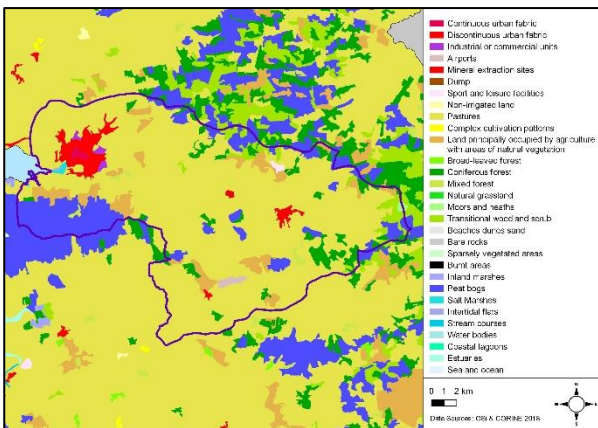 Continuous urban fabric
Discontinuous urban fabric
Industrial or commercial units
Airports
Mineral extraction sites
Dump
Sport and leisure facilities
Non-irrigated land
Pastures
Complex cultivation patterns
Land principally occupied by agriculture
with areas of natural vegetation
Broad-leaved forest
Coniferous forest
Mixed forest
Natural grassland
Moors and heaths
Transitional wood and scrub
Beaches dunes sand
Bare rocks
Sparsely vegetated areas
Burnt areas
Inland marshes
Peat bogs
Salt Marshes
Intertidal flats
Stream courses
Water bodies
Coastal lagoons
Estuaries
Sea and ocean
0 1 2 km
Data Sources: OSi & CORINE 2018
N
W E
S